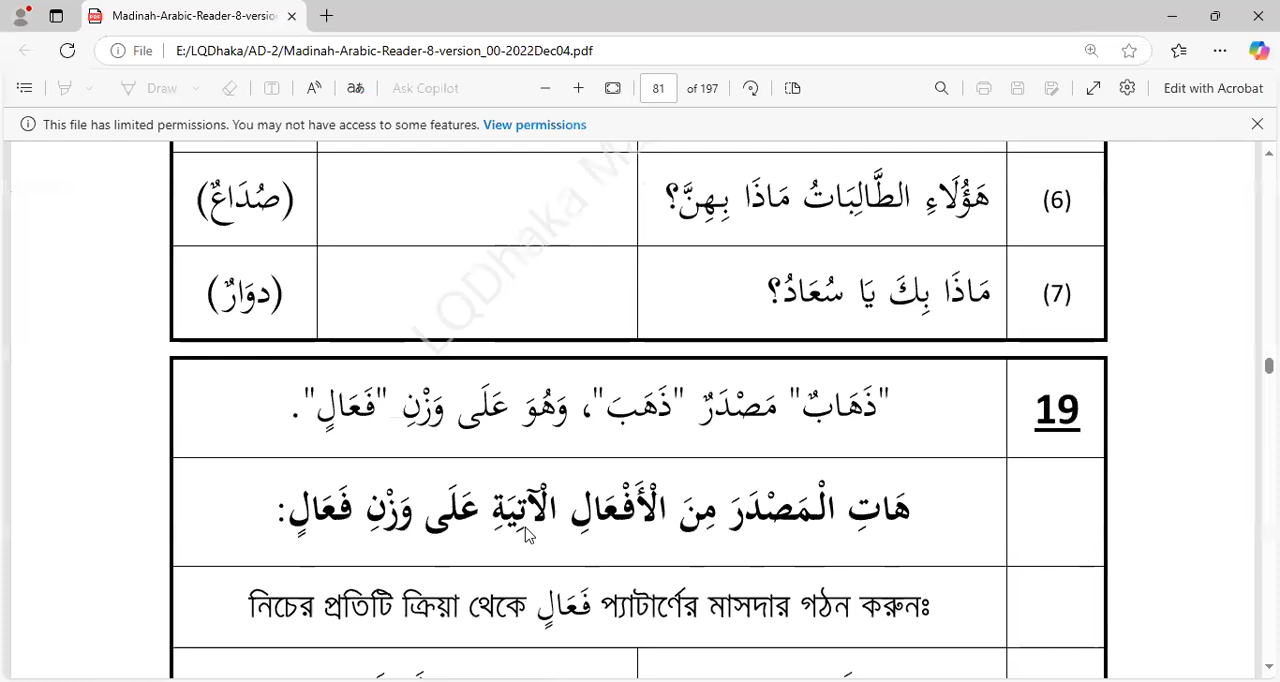 Madinah-Arabic-Reader-8-versio
File E:/LQDhaka/AD-2/Madinah-Arabic-Reader-8-version_00-2022Dec04.pdf
Draw Ask Copilot 81 of 197 Edit with Acrobat
This file has limited permissions. You may not have access to some features. View permissions
(6) هَؤُلَاءِ الطَّالِبَاتُ مَاذَا بِهِنَّ؟ (صُدَاعٌ)
(7) مَاذَا بِكَ يَا سُعَادُ؟ (دوَارٌ)
LQDhaka
19 "ذَهَابٌ" مَصْدَرُ "ذَهَبَ"، وَهُوَ عَلَى وَزْنِ "فَعَالٍ".
هَاتِ الْمَصْدَرَ مِنَ الْأَفْعَالِ الْآتِيَةِ عَلَى وَزْنِ فَعَالٍ:
নিচের প্রতিটি ক্রিয়া থেকে فَعَالٍ প্যাটার্ণের মাসদার গঠন করুনঃ